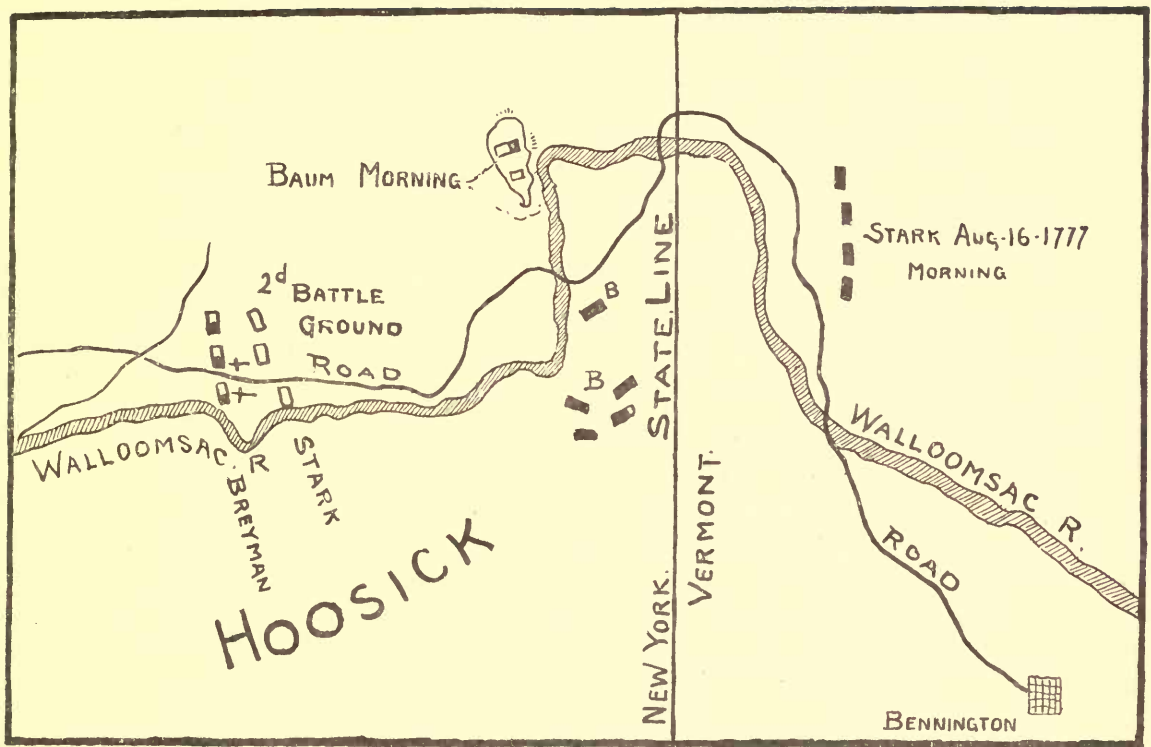 BAUM MORNING
B
STARK AUG-16-1777
MORNING
2d BATTLE
GROUND
ROAD
B
STATE LINE
WALLOOMSAC. R
BREYMAN
STARK
HOOSICK
NEW YORK.
VERMONT.
WALLOOMSAC R.
ROAD
BENNINGTON